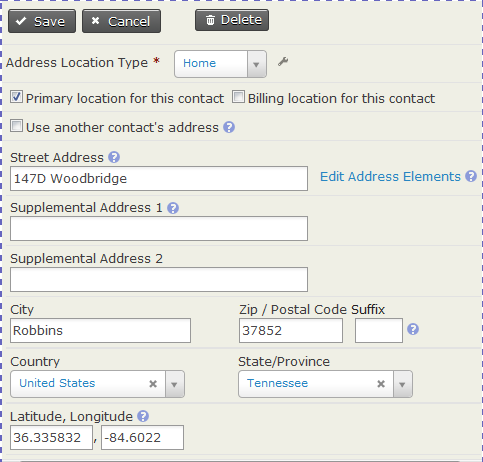 Save Cancel Delete
Address Location Type * Home
Primary location for this contact Billing location for this contact
Use another contact's address ?
Street Address ?
147D Woodbridge Edit Address Elements ?
Supplemental Address 1 ?
Supplemental Address 2
City Zip / Postal Code Suffix
Robbins 37852 ?
Country State/Province
United States Tennessee
Latitude, Longitude ?
36.335832 , -84.6022